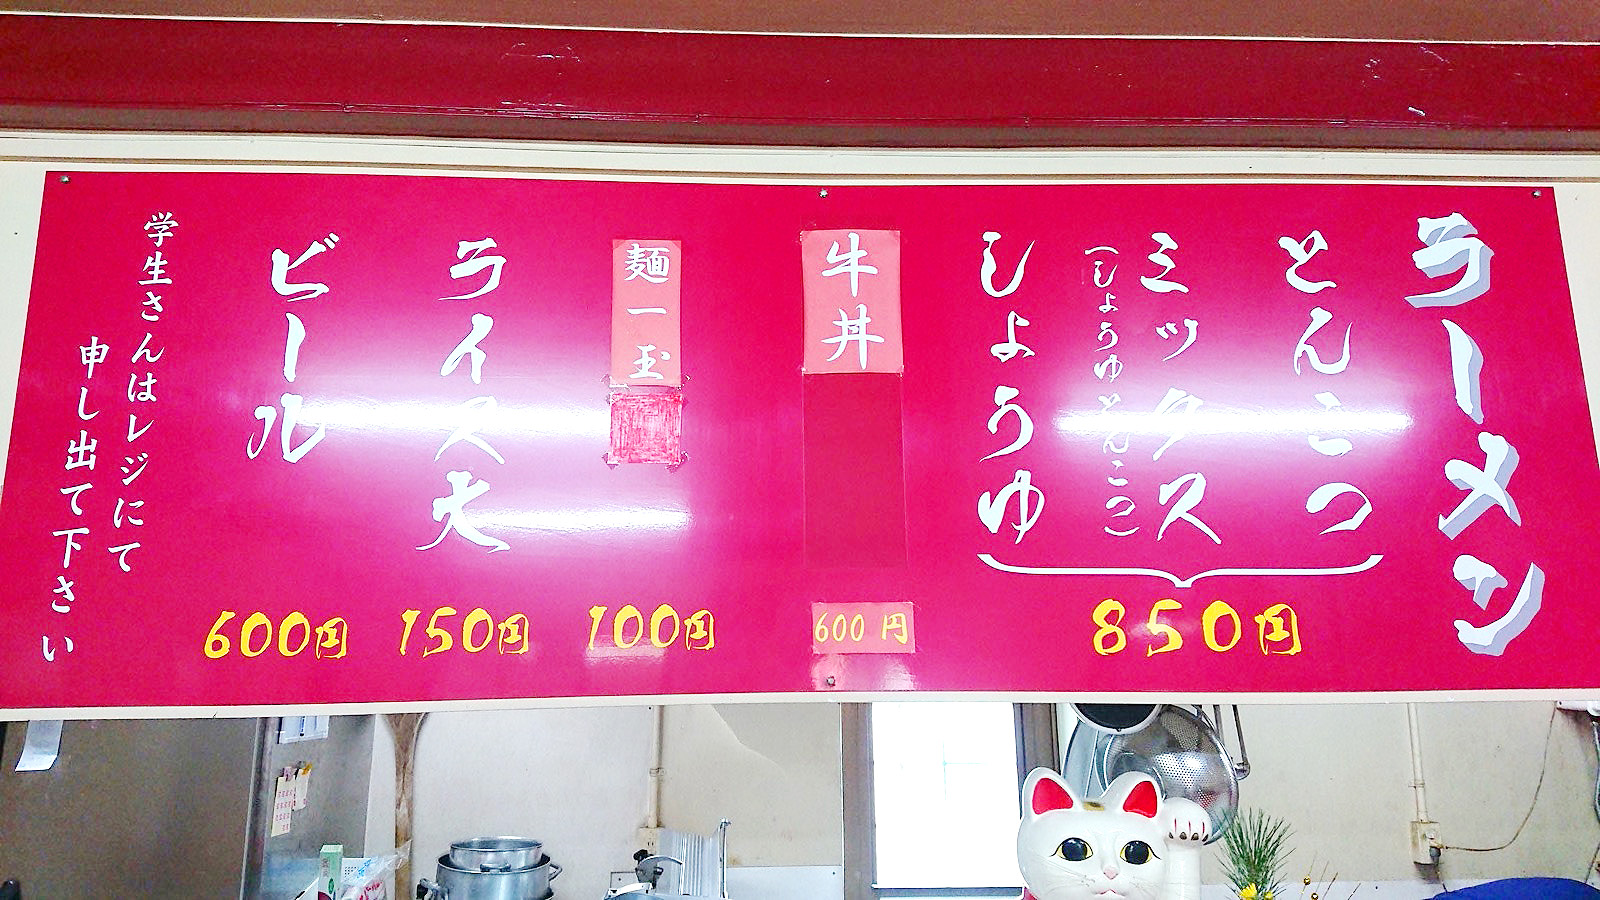 ラーメン
とんこつ
ミックス
（しょうゆとんこつ）
しょうゆ
850円
牛丼
600円
麺一玉
100円
ライス大
150円
ビール
600円
学生さんはレジにて
申し出て下さい